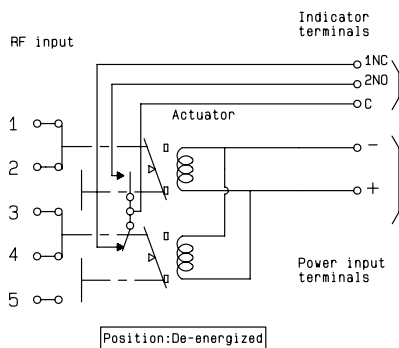 Indicator
terminals
RF input
1NC
2NO
C
Actuator
1
2
3
4
5
-
+
Power input
terminals
Position:De-energized